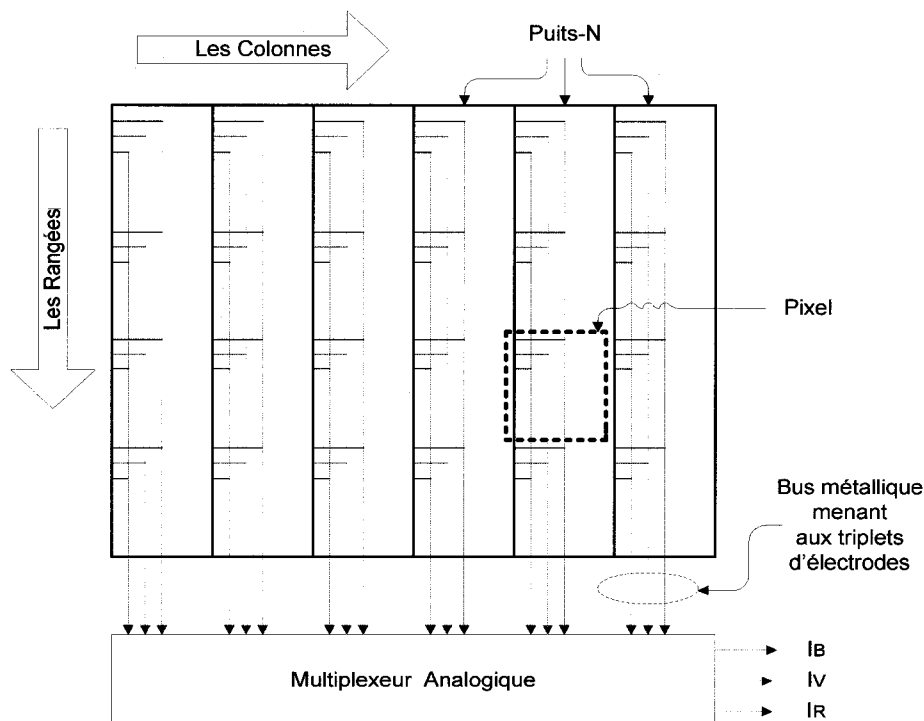 Les Colonnes
Puits-N
Les Rangées
Pixel
Bus métallique
menant
aux triplets
d'électrodes
Multiplexeur Analogique
IB
IV
IR